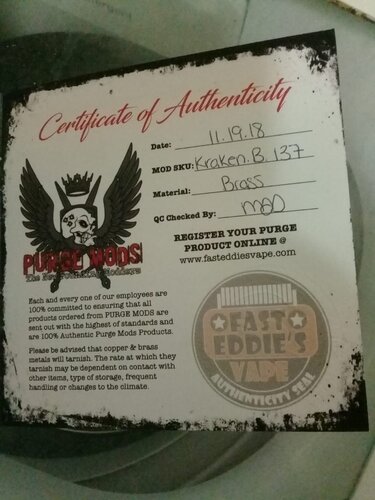 Certificate of Authenticity
Date: 11.19.18
MOD SKU: Kraken.B.137
Material: Brass
QC Checked By:
REGISTER YOUR PURGE
PRODUCT ONLINE @
www.fasteddiesvape.com
PURGE MODS
Each and every one of our employees are
100% committed to ensuring that all
products ordered from PURGE MODS are
sent out with the highest of standards and
are 100% Authentic Purge Mods Products.
Please be advised that copper & brass
metals will tarnish. The rate at which they
tarnish may be dependent on contact with
other items, type of storage, frequent
handling or changes to the climate.
FAST
EDDIE'S
VAPE
AUTHENTICITY SEAL